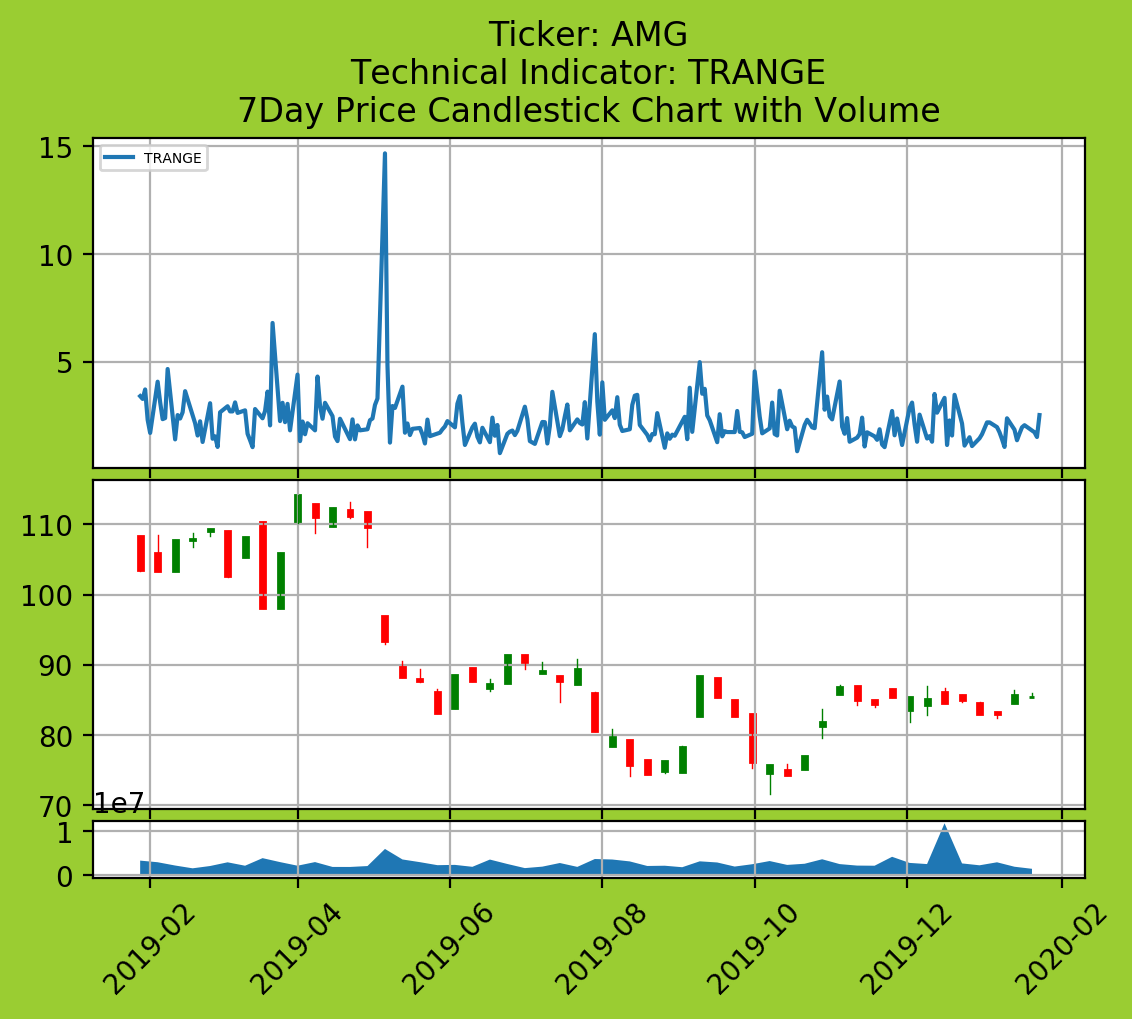 Ticker: AMG
Technical Indicator: TRANGE
7Day Price Candlestick Chart with Volume
TRANGE
15
10
5
110
100
90
80
70
1e7
1
0
2019-02 2019-04 2019-06 2019-08 2019-10 2019-12 2020-02